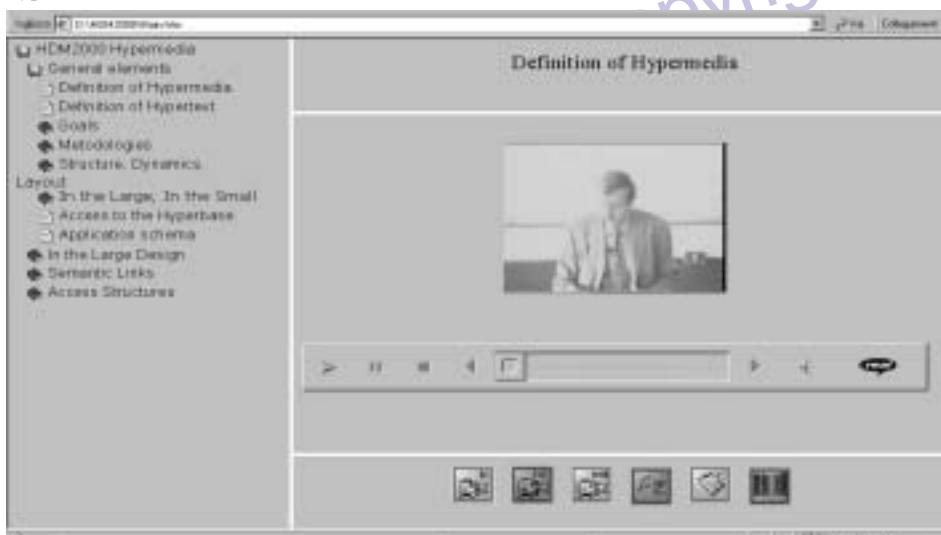 D:\HDM2000\
HDM2000 Hypermedia
General elements
Definition of Hypermedia
Definition of Hypertext
Goals
Metodologies
Structure, Dynamics
Layout
In the Large, In the Small
Access to the Hyperbase
Application schema
In the Large Design
Semantic Links
Access Structures
Definition of Hypermedia